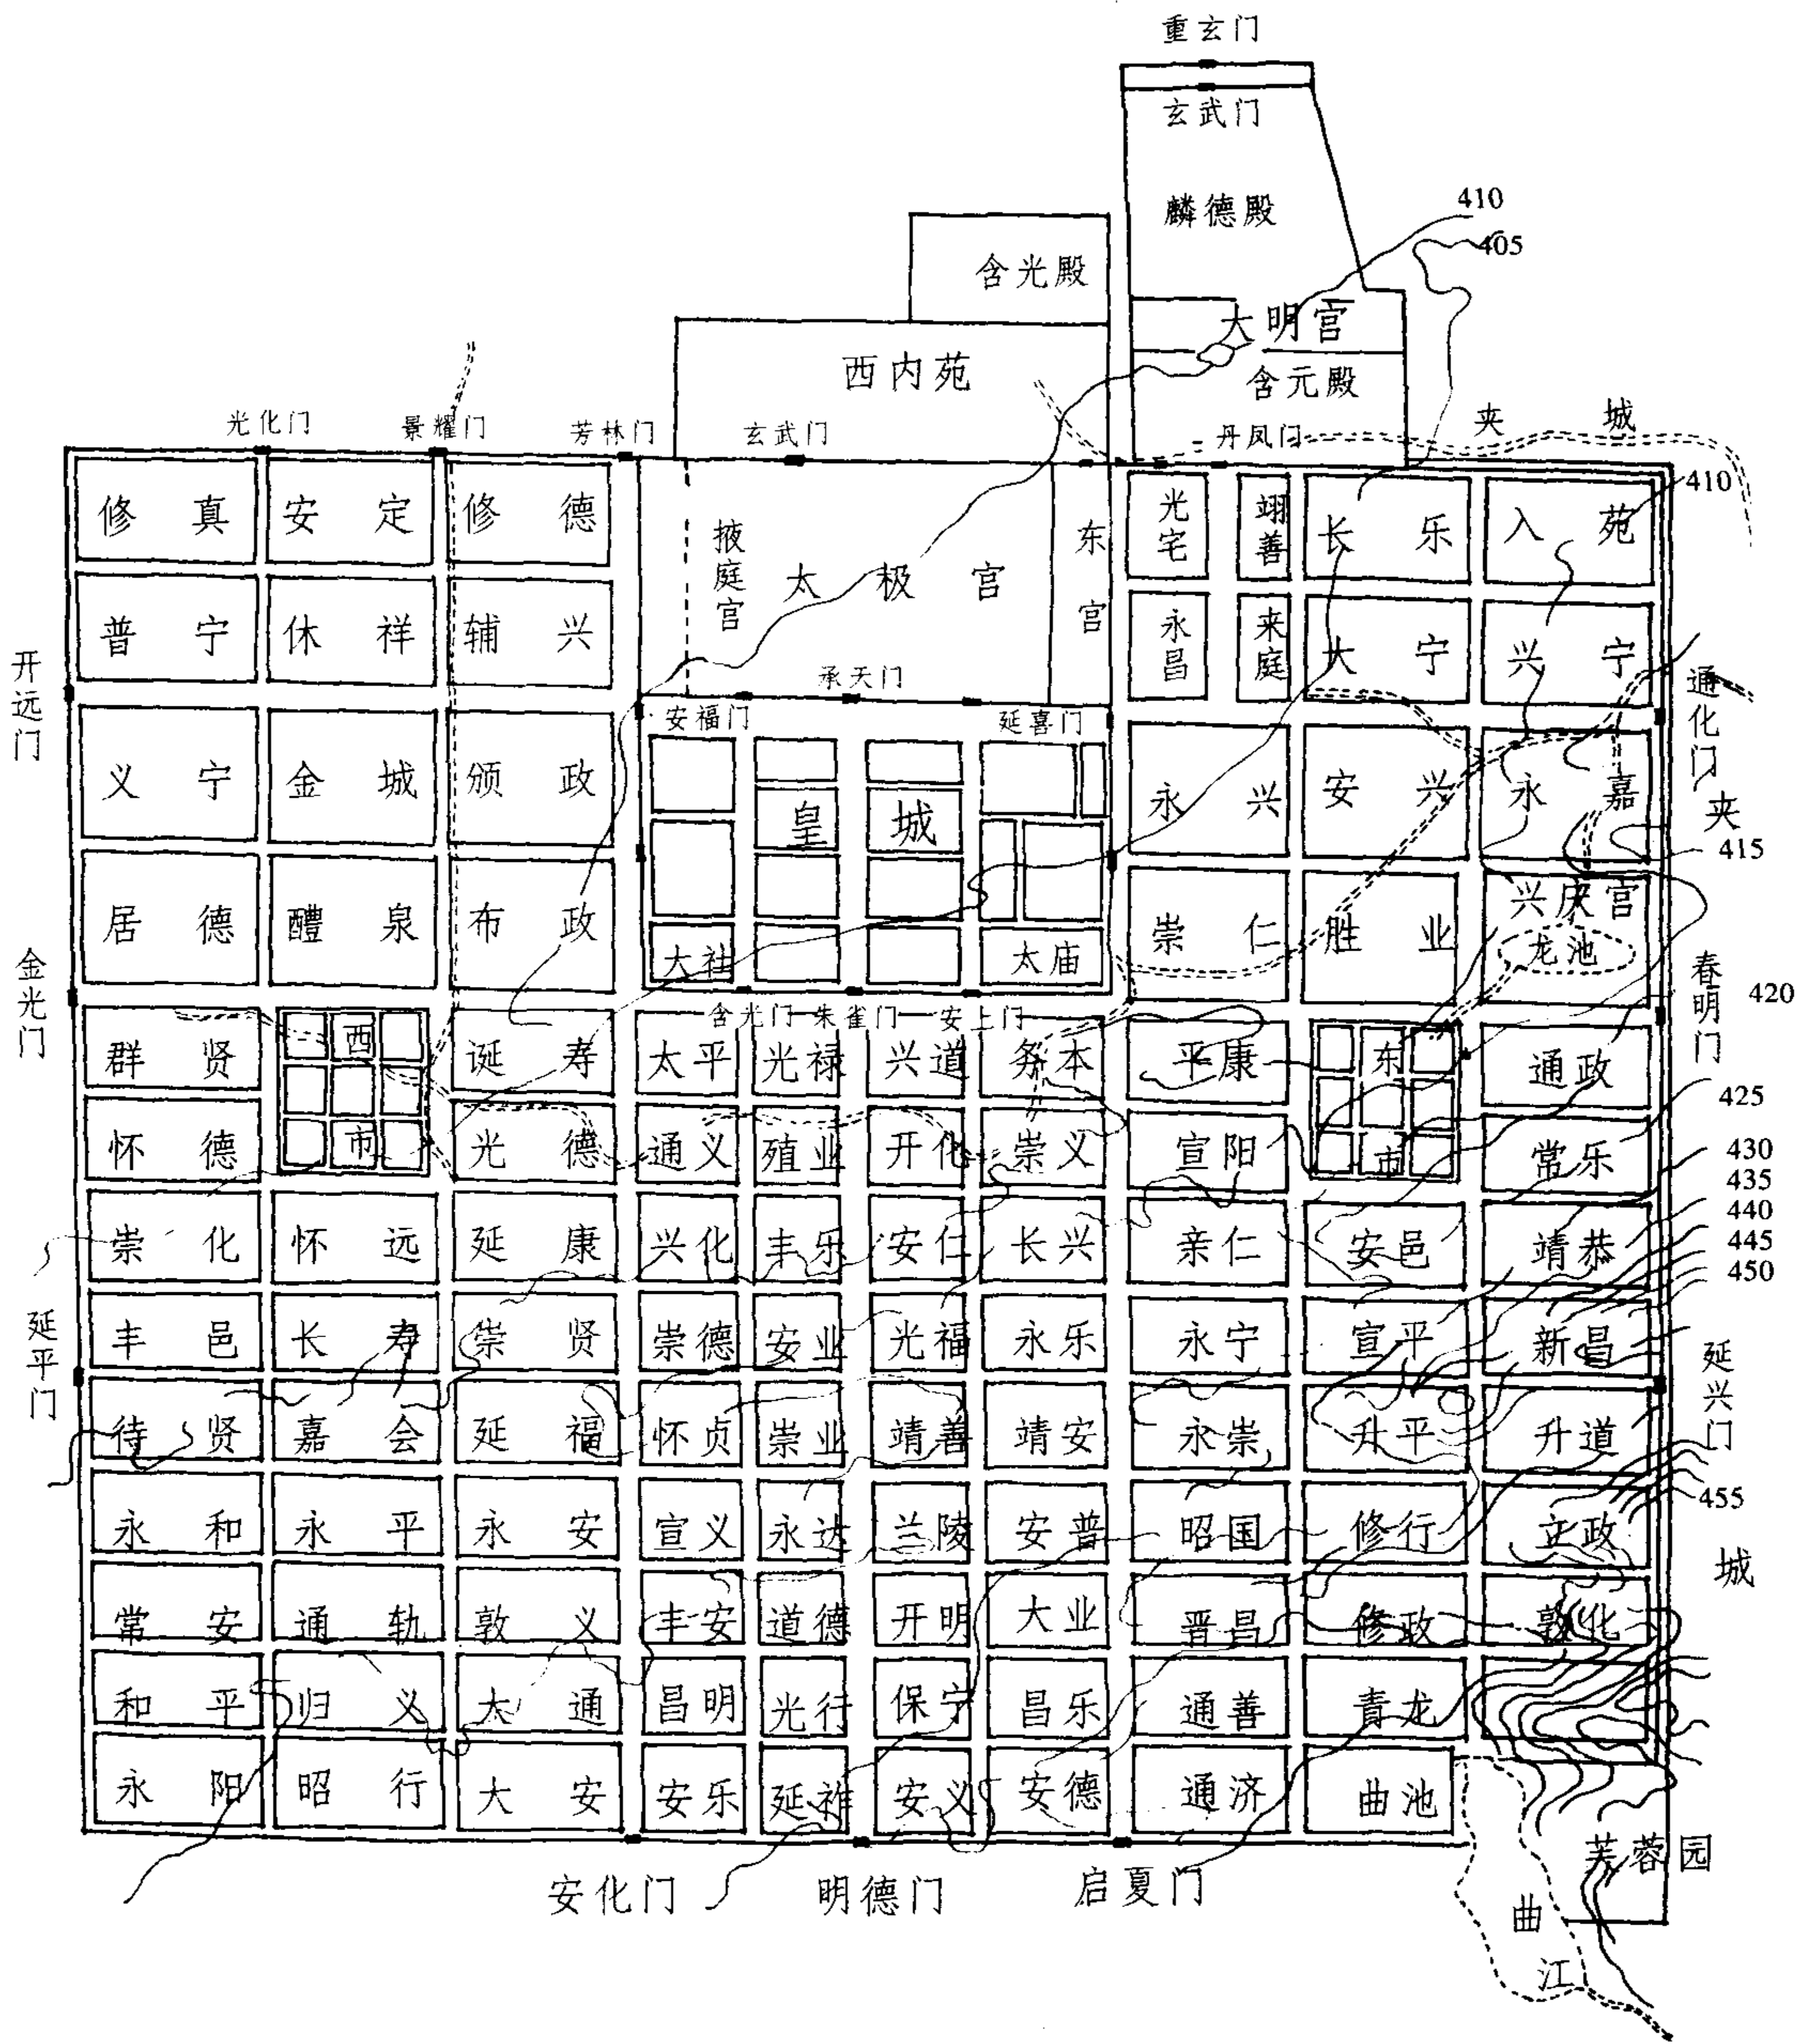 重玄门
玄武门
麟德殿
410
405
含光殿
大明宫
西内苑
含元殿
光化门
景耀门
芳林门
玄武门
丹凤门
夹城
修真
安定
修德
掖庭宫
太极宫
东宫
光宅
翊善
长乐
入苑
410
普宁
休祥
辅兴
永昌
来庭
大宁
兴宁
开远门
承天门
通化门
安福门
延喜门
义宁
金城
颁政
皇城
永兴
安兴
永嘉
夹
415
居德
醴泉
布政
大社
太庙
崇仁
胜业
兴庆宫
龙池
金光门
春明门
420
含光门
朱雀门
安上门
群贤
西
诞寿
太平
光禄
兴道
务本
平康
东
通政
425
怀德
市
光德
通义
殖业
开化
崇义
宣阳
市
常乐
430
435
崇化
怀远
延康
兴化
丰乐
安仁
长兴
亲仁
安邑
靖恭
440
445
450
延平门
丰邑
长寿
崇贤
崇德
安业
光福
永乐
永宁
宣平
新昌
延兴门
待贤
嘉会
延福
怀贞
崇业
靖善
靖安
永崇
升平
升道
永和
永平
永安
宣义
永达
兰陵
安普
昭国
修行
立政
455
城
常安
通轨
敦义
丰安
道德
开明
大业
晋昌
修政
敦化
和平
归义
太通
昌明
光行
保宁
昌乐
通善
青龙
永阳
昭行
大安
安乐
延祚
安义
安德
通济
曲池
芙蓉园
安化门
明德门
启夏门
曲江